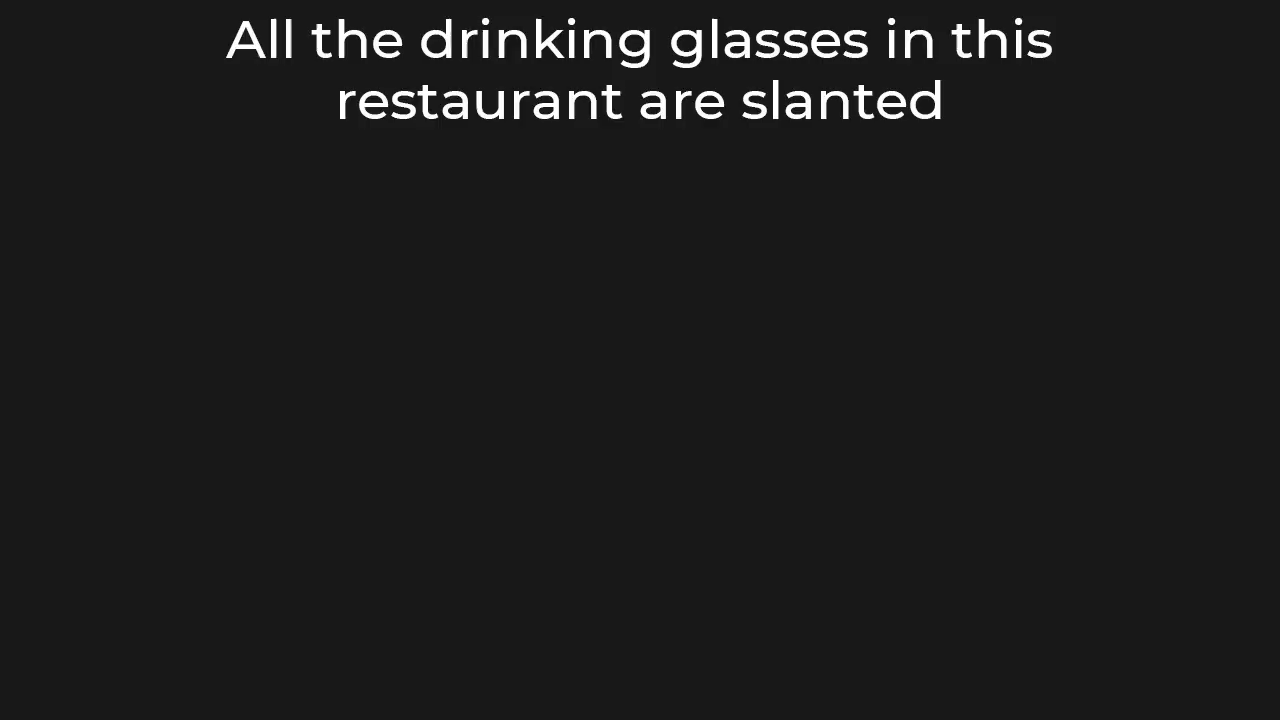 All the drinking glasses in this
restaurant are slanted